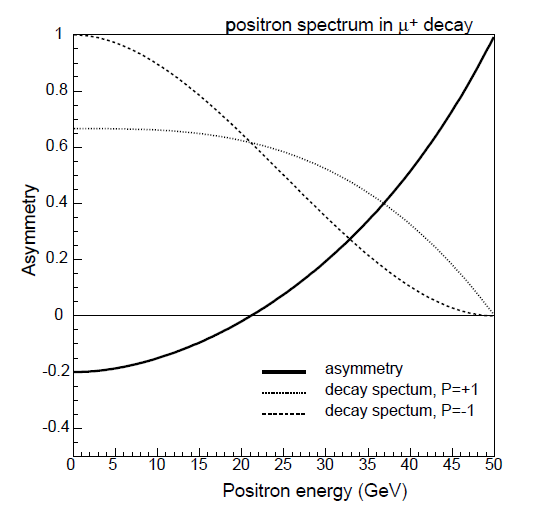 positron spectrum in μ+ decay
1
0.8
0.6
0.4
0.2
0
-0.2
-0.4
Asymmetry
asymmetry
decay spectum, P=+1
decay spectum, P=-1
0 5 10 15 20 25 30 35 40 45 50
Positron energy (GeV)